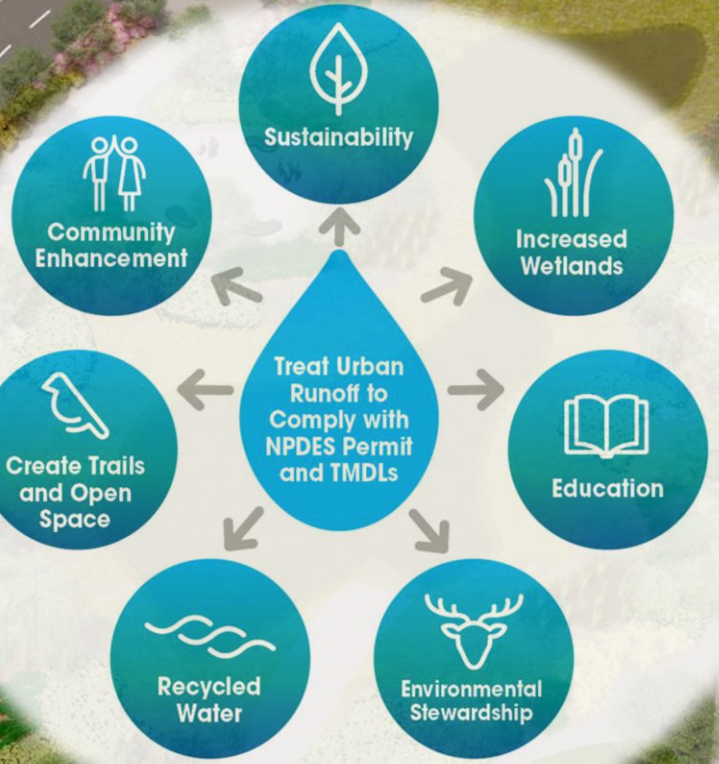 Sustainability
Community
Enhancement
Increased
Wetlands
Treat Urban
Runoff to
Comply with
NPDES Permit
and TMDLs
Create Trails
and Open
Space
Education
Recycled
Water
Environmental
Stewardship